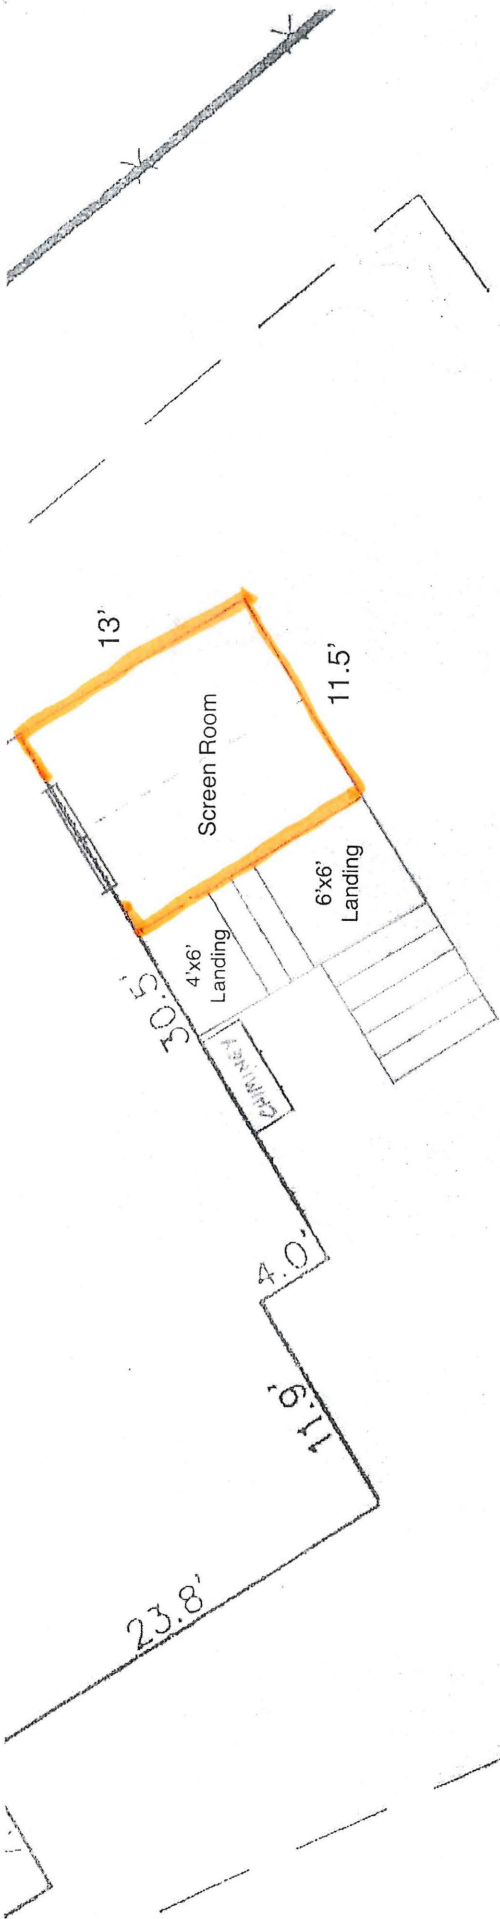 13'
Screen Room
11.5'
30.5'
4'x6'
Landing
6'x6'
Landing
CHIMINEY
4.0'
11.9'
23.8'